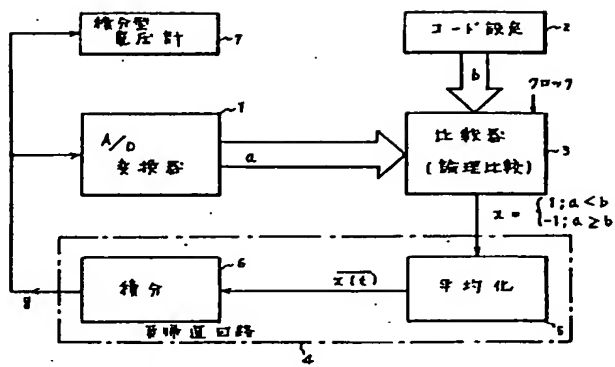 積分型
電圧計
7
コード設定
2
b
クロック
A/D
変換器
1
a
比較器
(論理比較)
3
x = { 1; a < b
-1; a ≥ b
積分
6
x(t)
平均化
5
y
負帰還回路
4